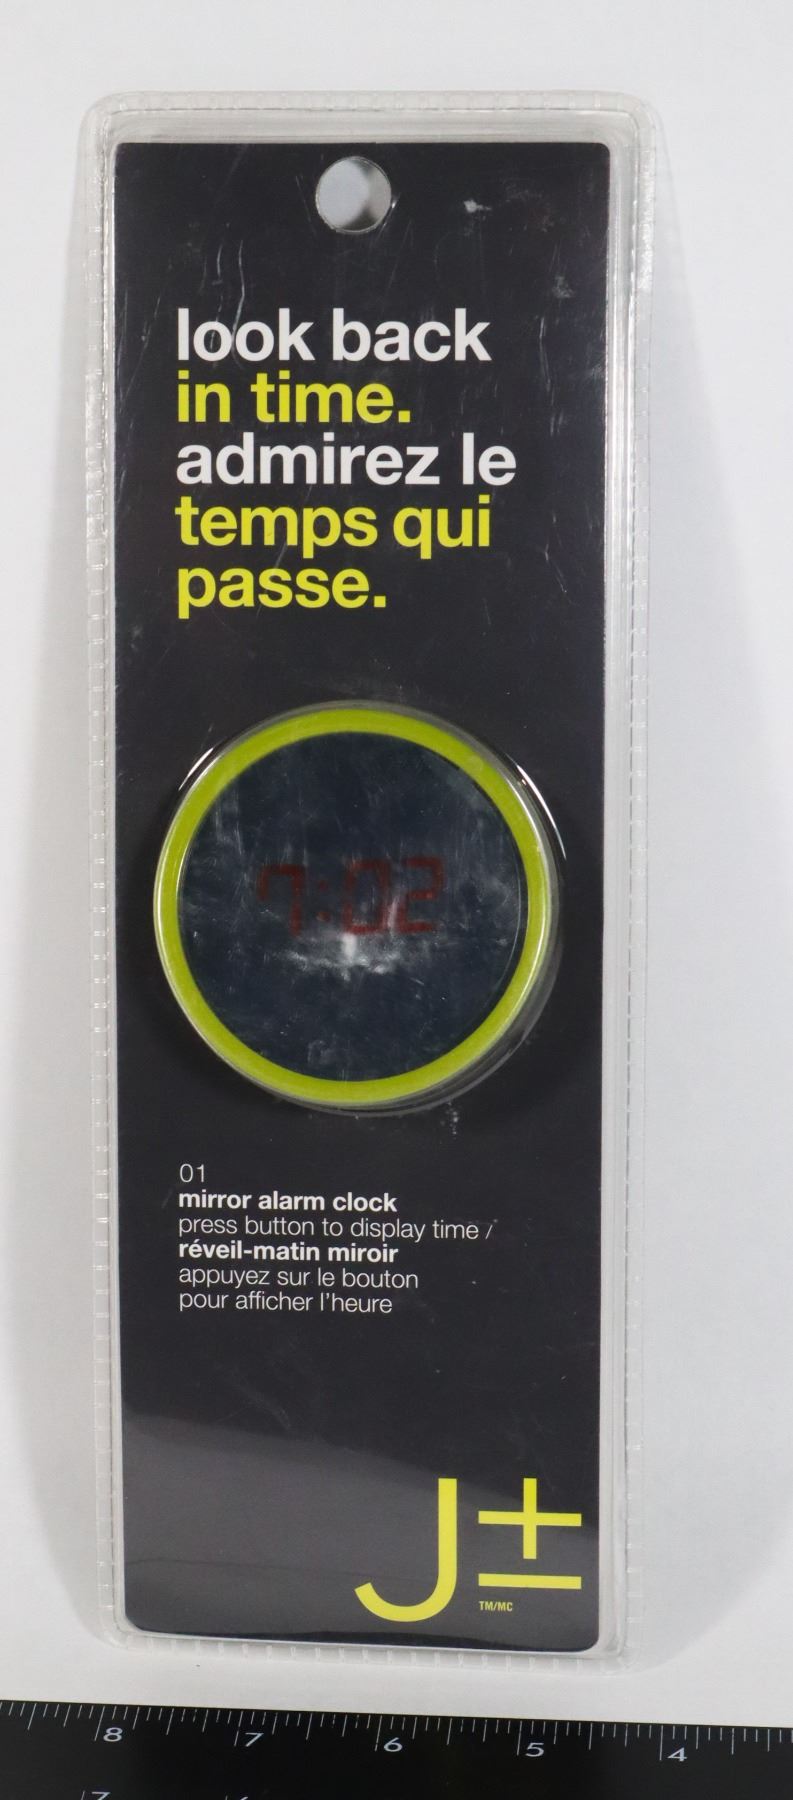 look back
in time.
admirez le
temps qui
passe.
7:02
01
mirror alarm clock
press button to display time /
réveil-matin miroir
appuyez sur le bouton
pour afficher l'heure
J±
TM/MC
8 7 6 5 4
7